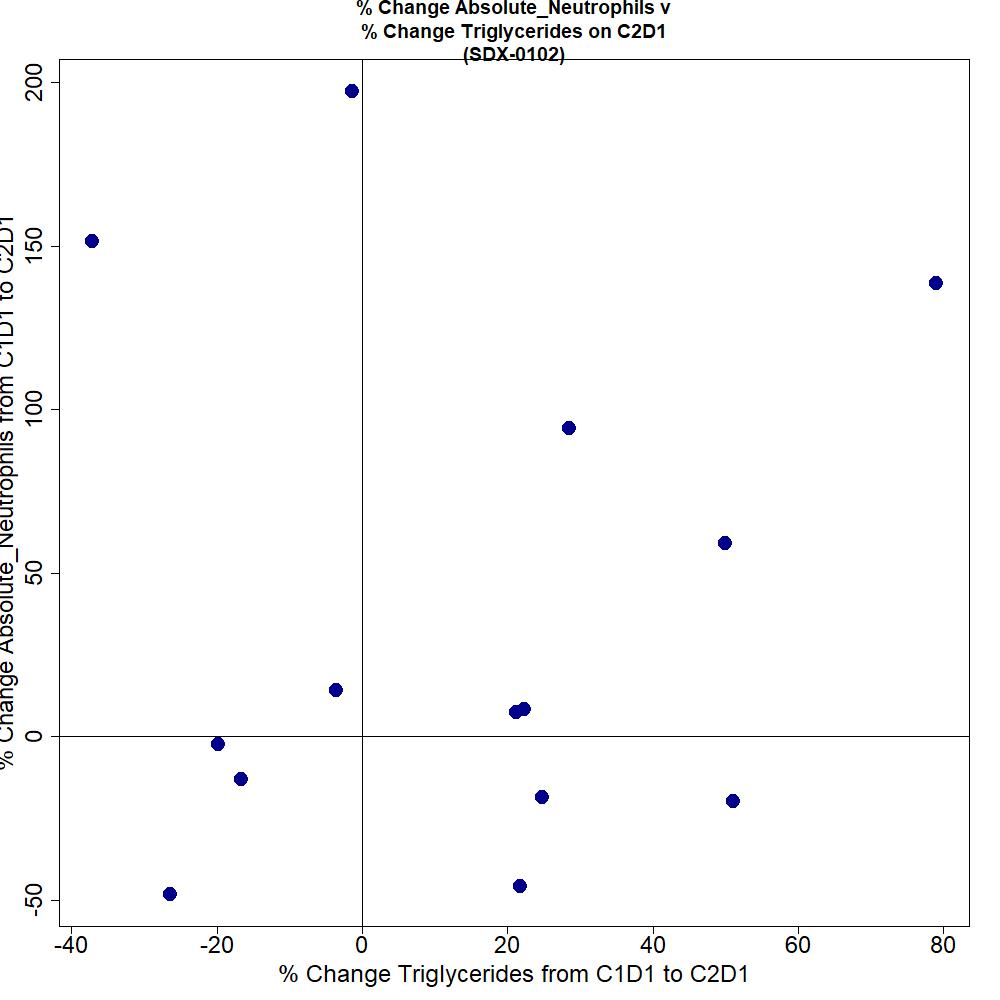 % Change Absolute_Neutrophils v
% Change Triglycerides on C2D1
(SDX-0102)
% Change Absolute_Neutrophils from C1D1 to C2D1
200
150
100
50
0
-50
-40 -20 0 20 40 60 80
% Change Triglycerides from C1D1 to C2D1